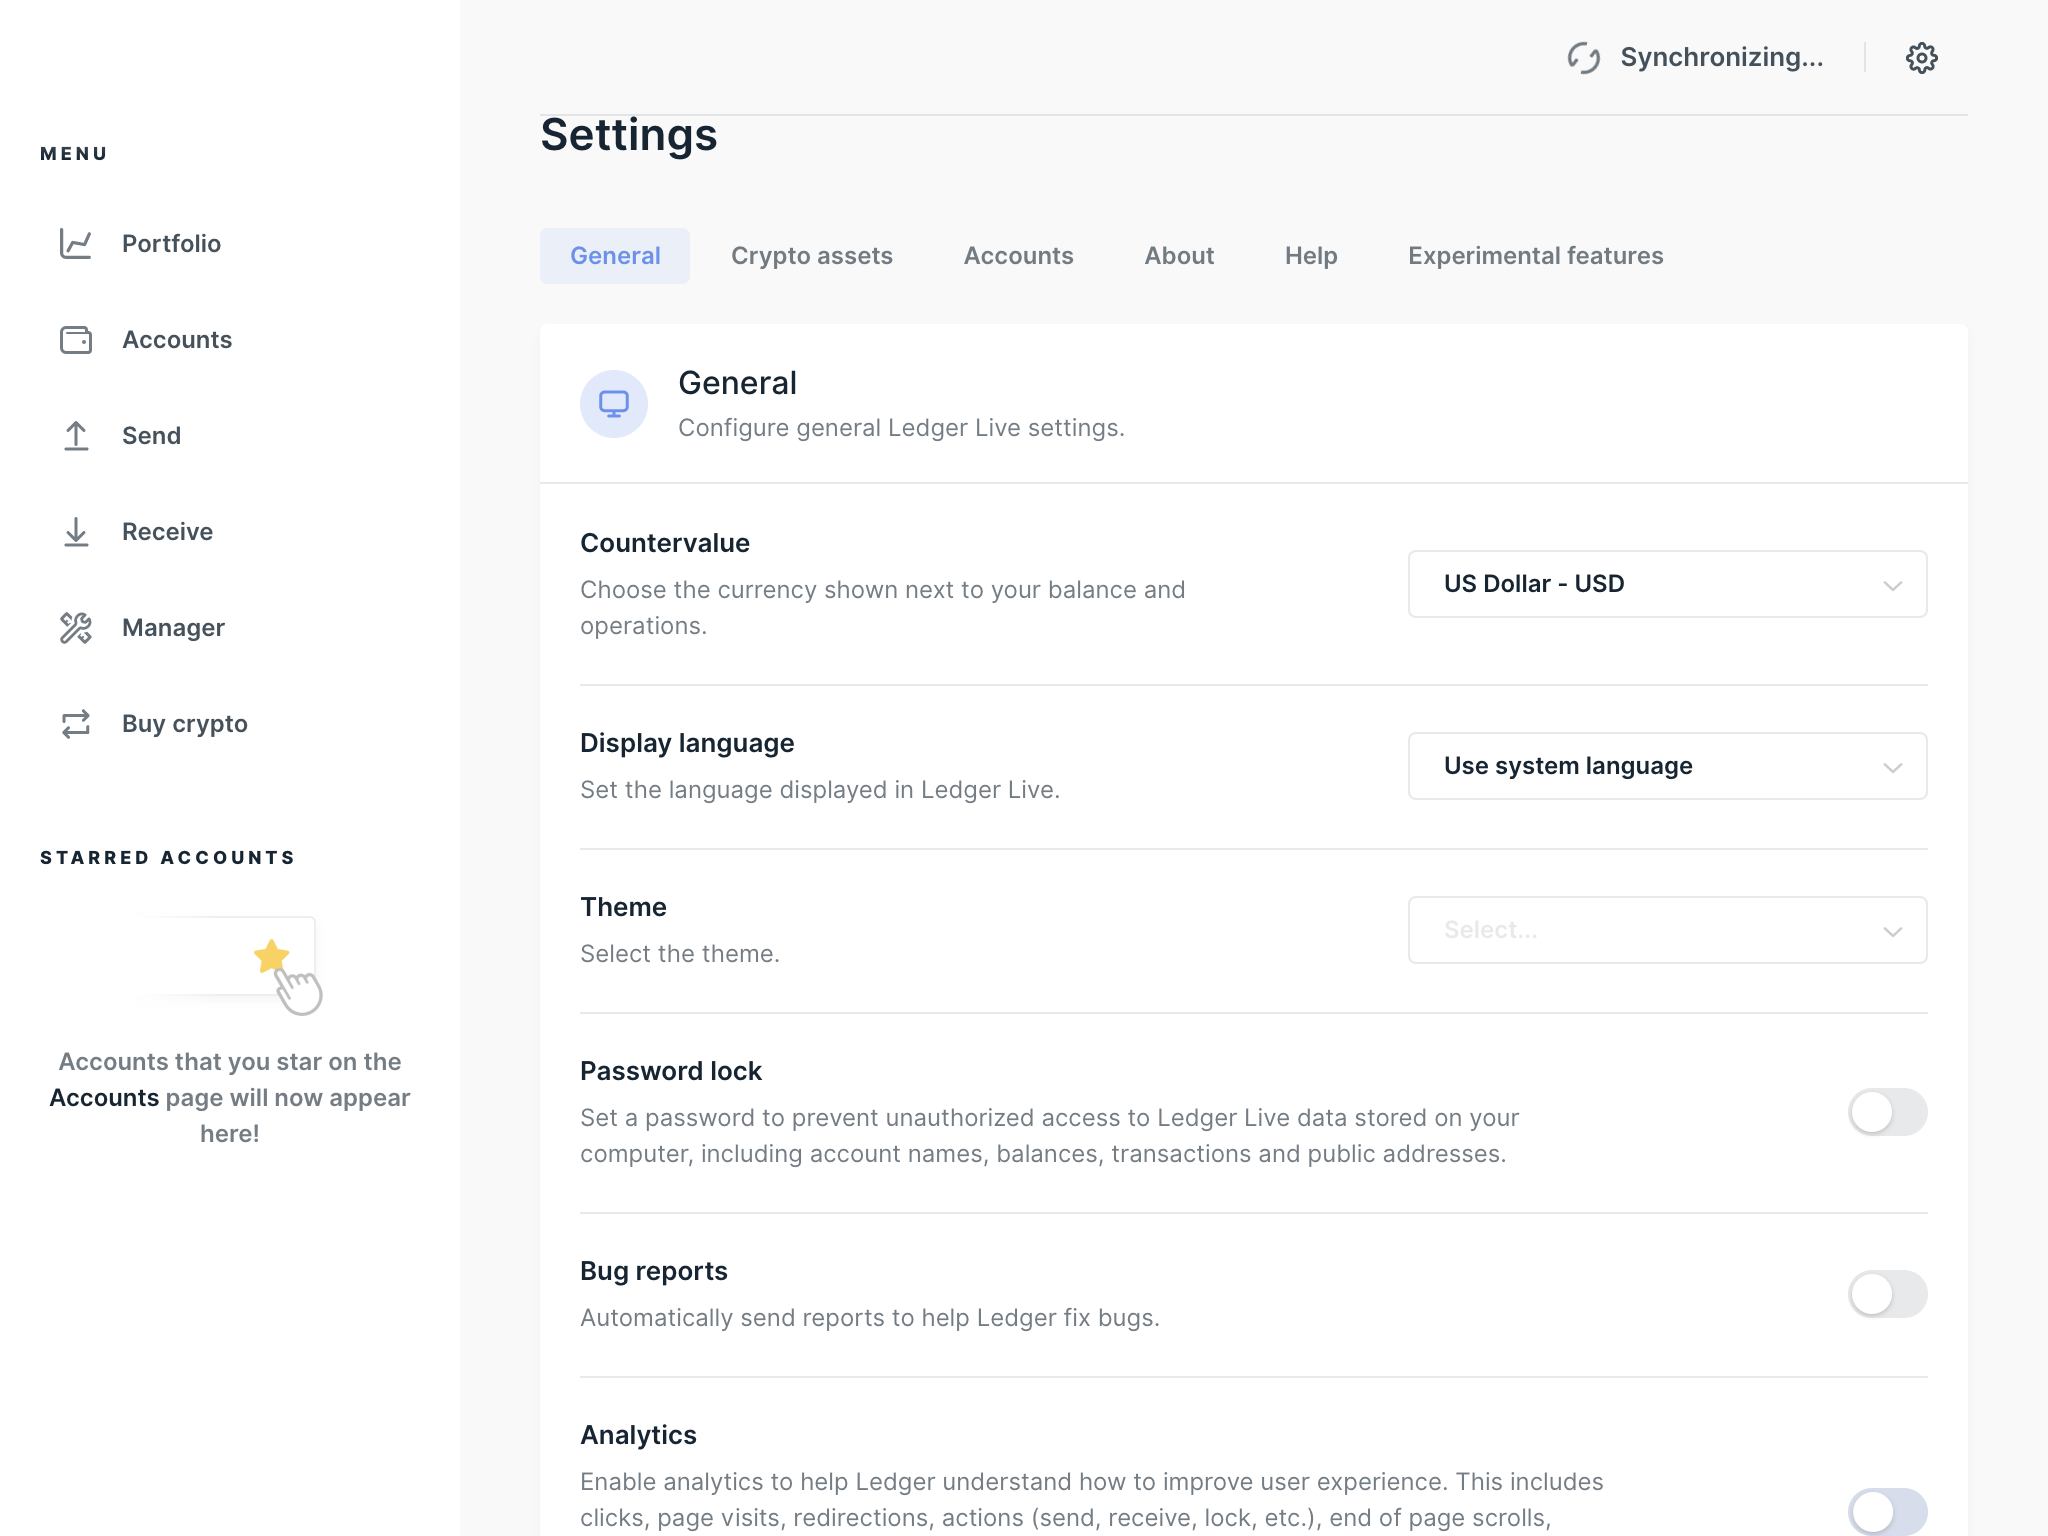 Synchronizing...
Settings
MENU
Portfolio
Accounts
Send
Receive
Manager
Buy crypto
STARRED ACCOUNTS
Accounts that you star on the
Accounts page will now appear
here!
General
Crypto assets
Accounts
About
Help
Experimental features
General
Configure general Ledger Live settings.
Countervalue
Choose the currency shown next to your balance and
operations.
US Dollar - USD
Display language
Set the language displayed in Ledger Live.
Use system language
Theme
Select the theme.
Select...
Password lock
Set a password to prevent unauthorized access to Ledger Live data stored on your
computer, including account names, balances, transactions and public addresses.
Bug reports
Automatically send reports to help Ledger fix bugs.
Analytics
Enable analytics to help Ledger understand how to improve user experience. This includes
clicks, page visits, redirections, actions (send, receive, lock, etc.), end of page scrolls,